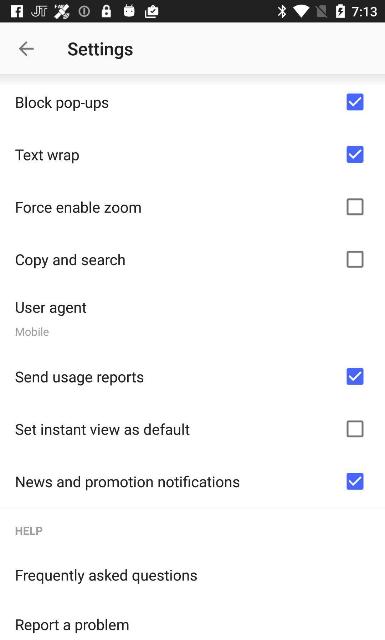 7:13
Settings
Block pop-ups
Text wrap
Force enable zoom
Copy and search
User agent
Mobile
Send usage reports
Set instant view as default
News and promotion notifications
HELP
Frequently asked questions
Report a problem